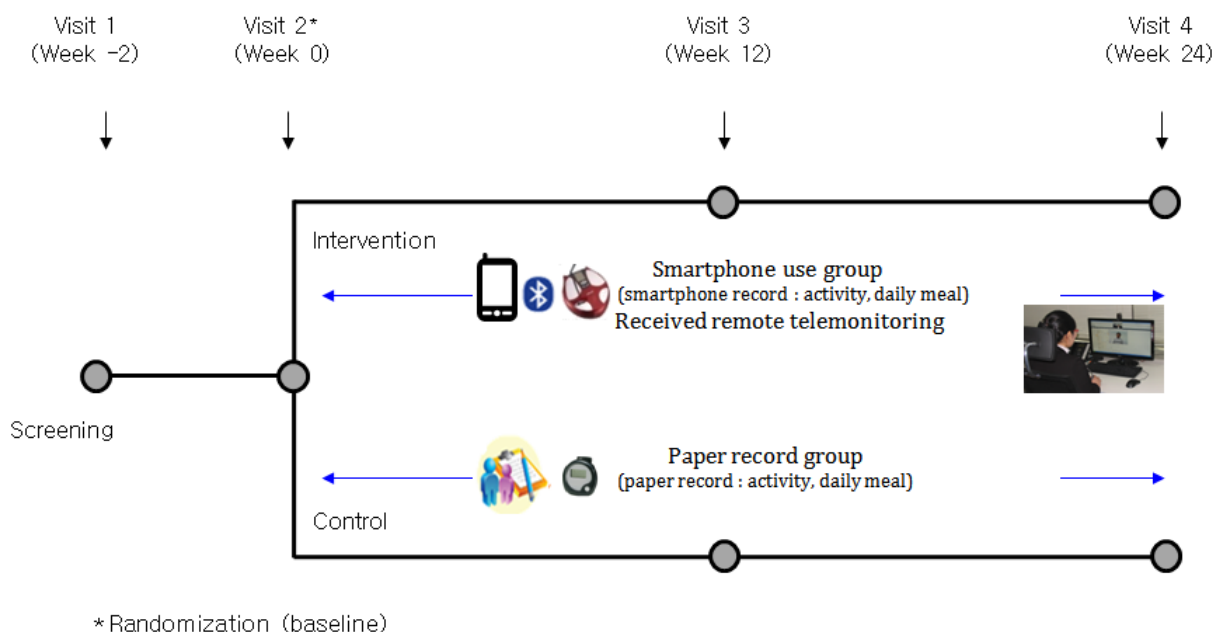 Visit 1
(Week -2)
Visit 2*
(Week 0)
Visit 3
(Week 12)
Visit 4
(Week 24)
Intervention
Smartphone use group
(smartphone record : activity, daily meal)
Received remote telemonitoring
Screening
Paper record group
(paper record : activity, daily meal)
Control
*Randomization (baseline)